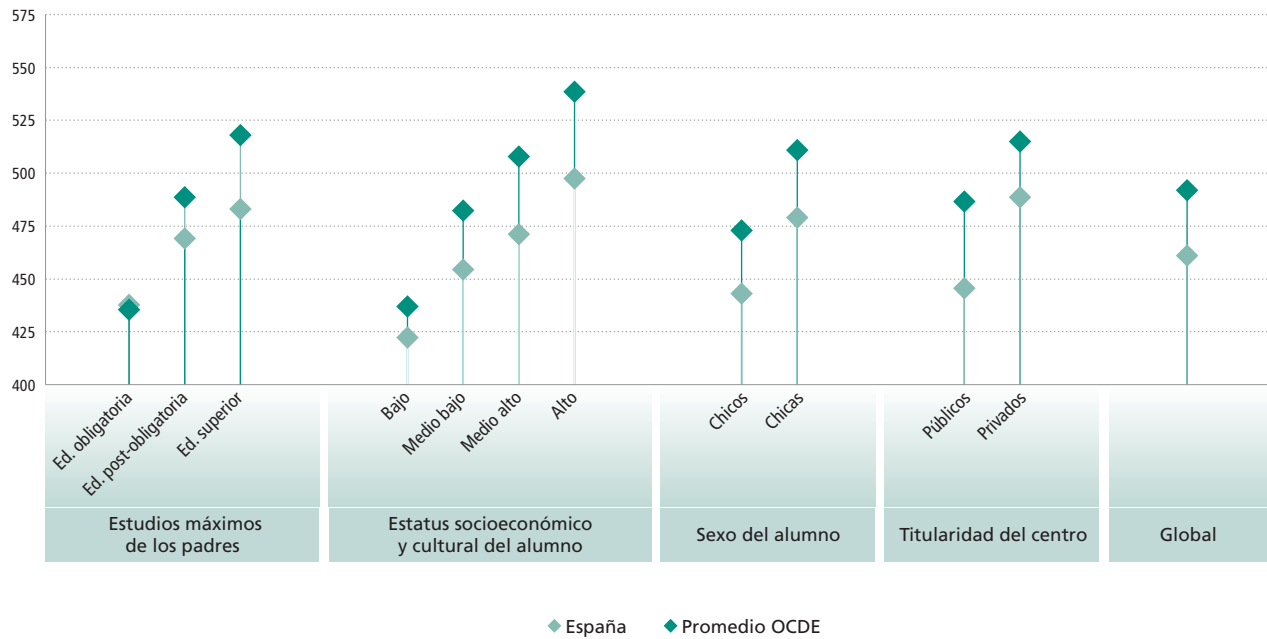 575
550
525
500
475
450
425
400
Ed. obligatoria
Ed. post-obligatoria
Ed. superior
Bajo
Medio bajo
Medio alto
Alto
Chicos
Chicas
Públicos
Privados
Estudios máximos
de los padres
Estatus socioeconómico
y cultural del alumno
Sexo del alumno
Titularidad del centro
Global
España
Promedio OCDE